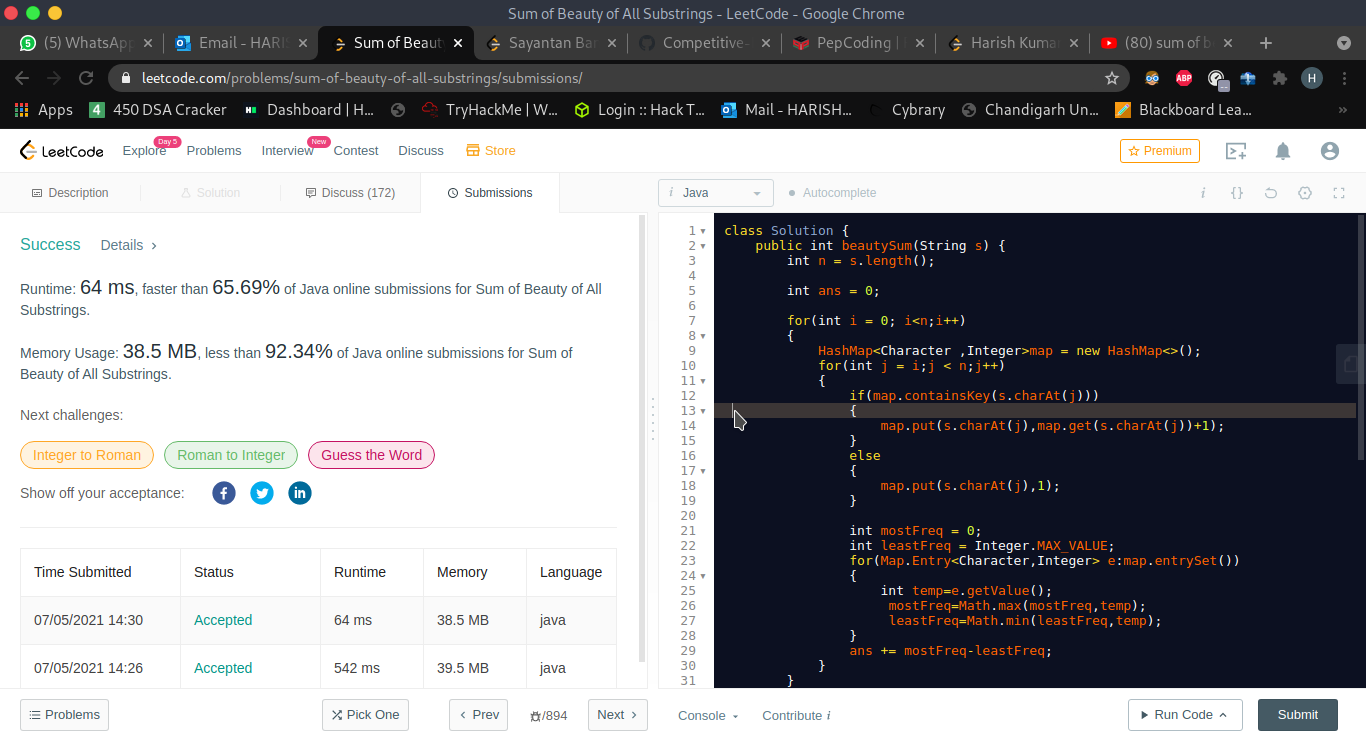 Sum of Beauty of All Substrings - LeetCode - Google Chrome
(5) WhatsApp
Email - HARIS
Sum of Beaut
Sayantan Ba
Competitive-
PepCoding |
Harish Kuma
(80) sum of b
leetcode.com/problems/sum-of-beauty-of-all-substrings/submissions/
ABP
H
Apps
4 450 DSA Cracker
Dashboard | H...
TryHackMe | W...
Login :: Hack T...
Mail - HARISH...
Cybrary
Chandigarh Un...
Blackboard Lea...
»
LeetCode
Explore
Day 5
Problems
Interview
New
Contest
Discuss
Store
Premium
Description
Solution
Discuss (172)
Submissions
i Java
Autocomplete
i
{}
Success
Details >
Runtime: 64 ms, faster than 65.69% of Java online submissions for Sum of Beauty of All
Substrings.
Memory Usage: 38.5 MB, less than 92.34% of Java online submissions for Sum of
Beauty of All Substrings.
Next challenges:
Integer to Roman
Roman to Integer
Guess the Word
Show off your acceptance:
Time Submitted Status Runtime Memory Language
07/05/2021 14:30 Accepted 64 ms 38.5 MB java
07/05/2021 14:26 Accepted 542 ms 39.5 MB java
1 class Solution {
2 public int beautySum(String s) {
3 int n = s.length();
4
5 int ans = 0;
6
7 for(int i = 0; i<n;i++)
8 {
9 HashMap<Character ,Integer>map = new HashMap<>();
10 for(int j = i;j < n;j++)
11 {
12 if(map.containsKey(s.charAt(j)))
13 {
14 map.put(s.charAt(j),map.get(s.charAt(j))+1);
15 }
16 else
17 {
18 map.put(s.charAt(j),1);
19 }
20
21 int mostFreq = 0;
22 int leastFreq = Integer.MAX_VALUE;
23 for(Map.Entry<Character,Integer> e:map.entrySet())
24 {
25 int temp=e.getValue();
26 mostFreq=Math.max(mostFreq,temp);
27 leastFreq=Math.min(leastFreq,temp);
28 }
29 ans += mostFreq-leastFreq;
30 }
31 }
Problems
Pick One
< Prev
/894
Next >
Console
Contribute i
Run Code
Submit